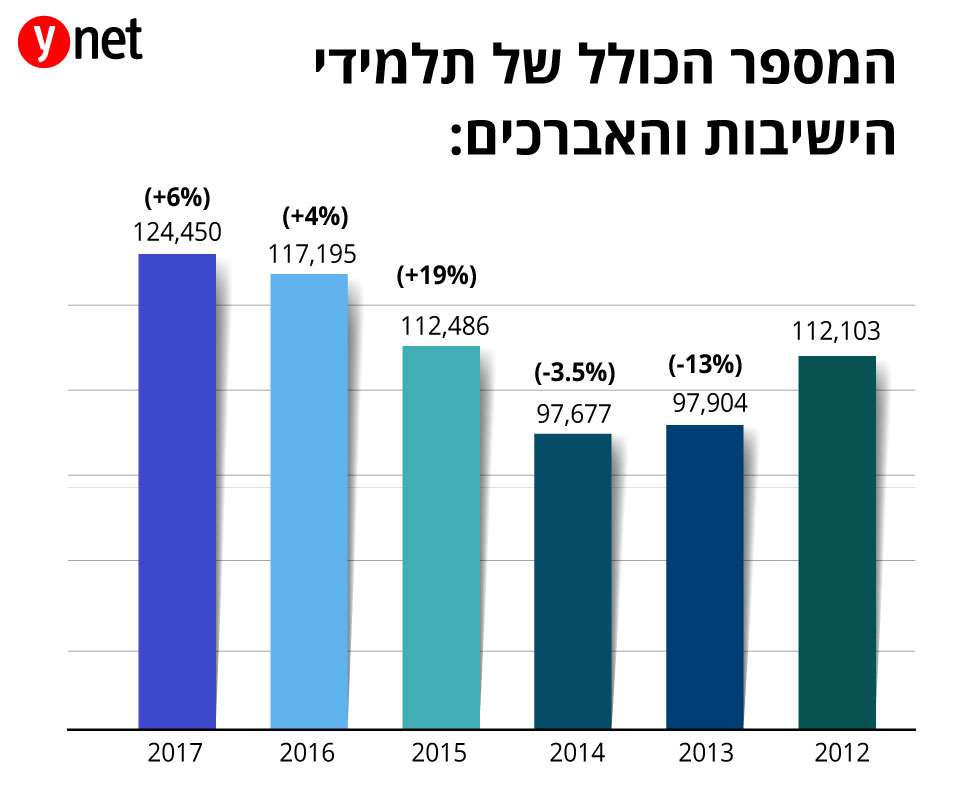 ynet
המספר הכולל של תלמידי
הישיבות והאברכים:
(+6%)
124,450
(+4%)
117,195
(+19%)
112,486
(-3.5%)
97,677
(-13%)
97,904
112,103
2017 2016 2015 2014 2013 2012